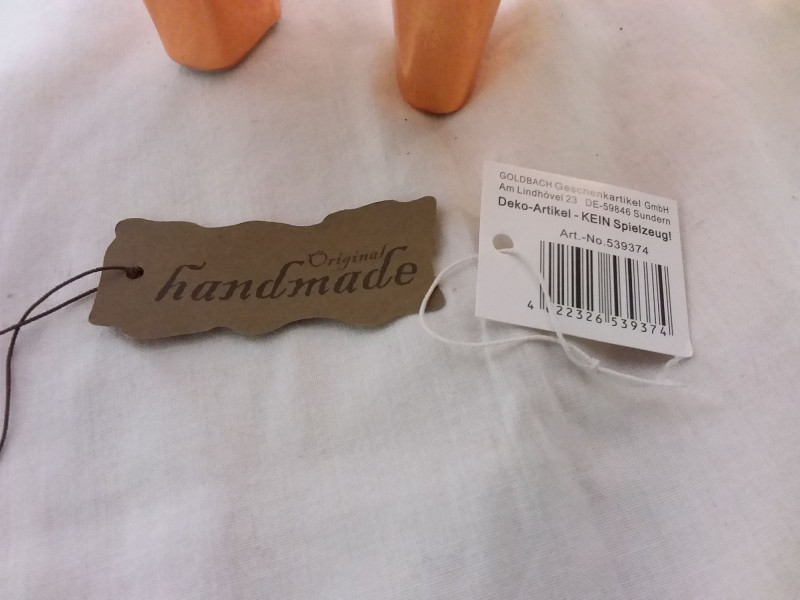 Original
handmade
GOLDBACH Geschenkartikel GmbH
Am Lindhövel 23 DE-59846 Sundern
Deko-Artikel - KEIN Spielzeug!
Art.-No.539374
4 022326 539374